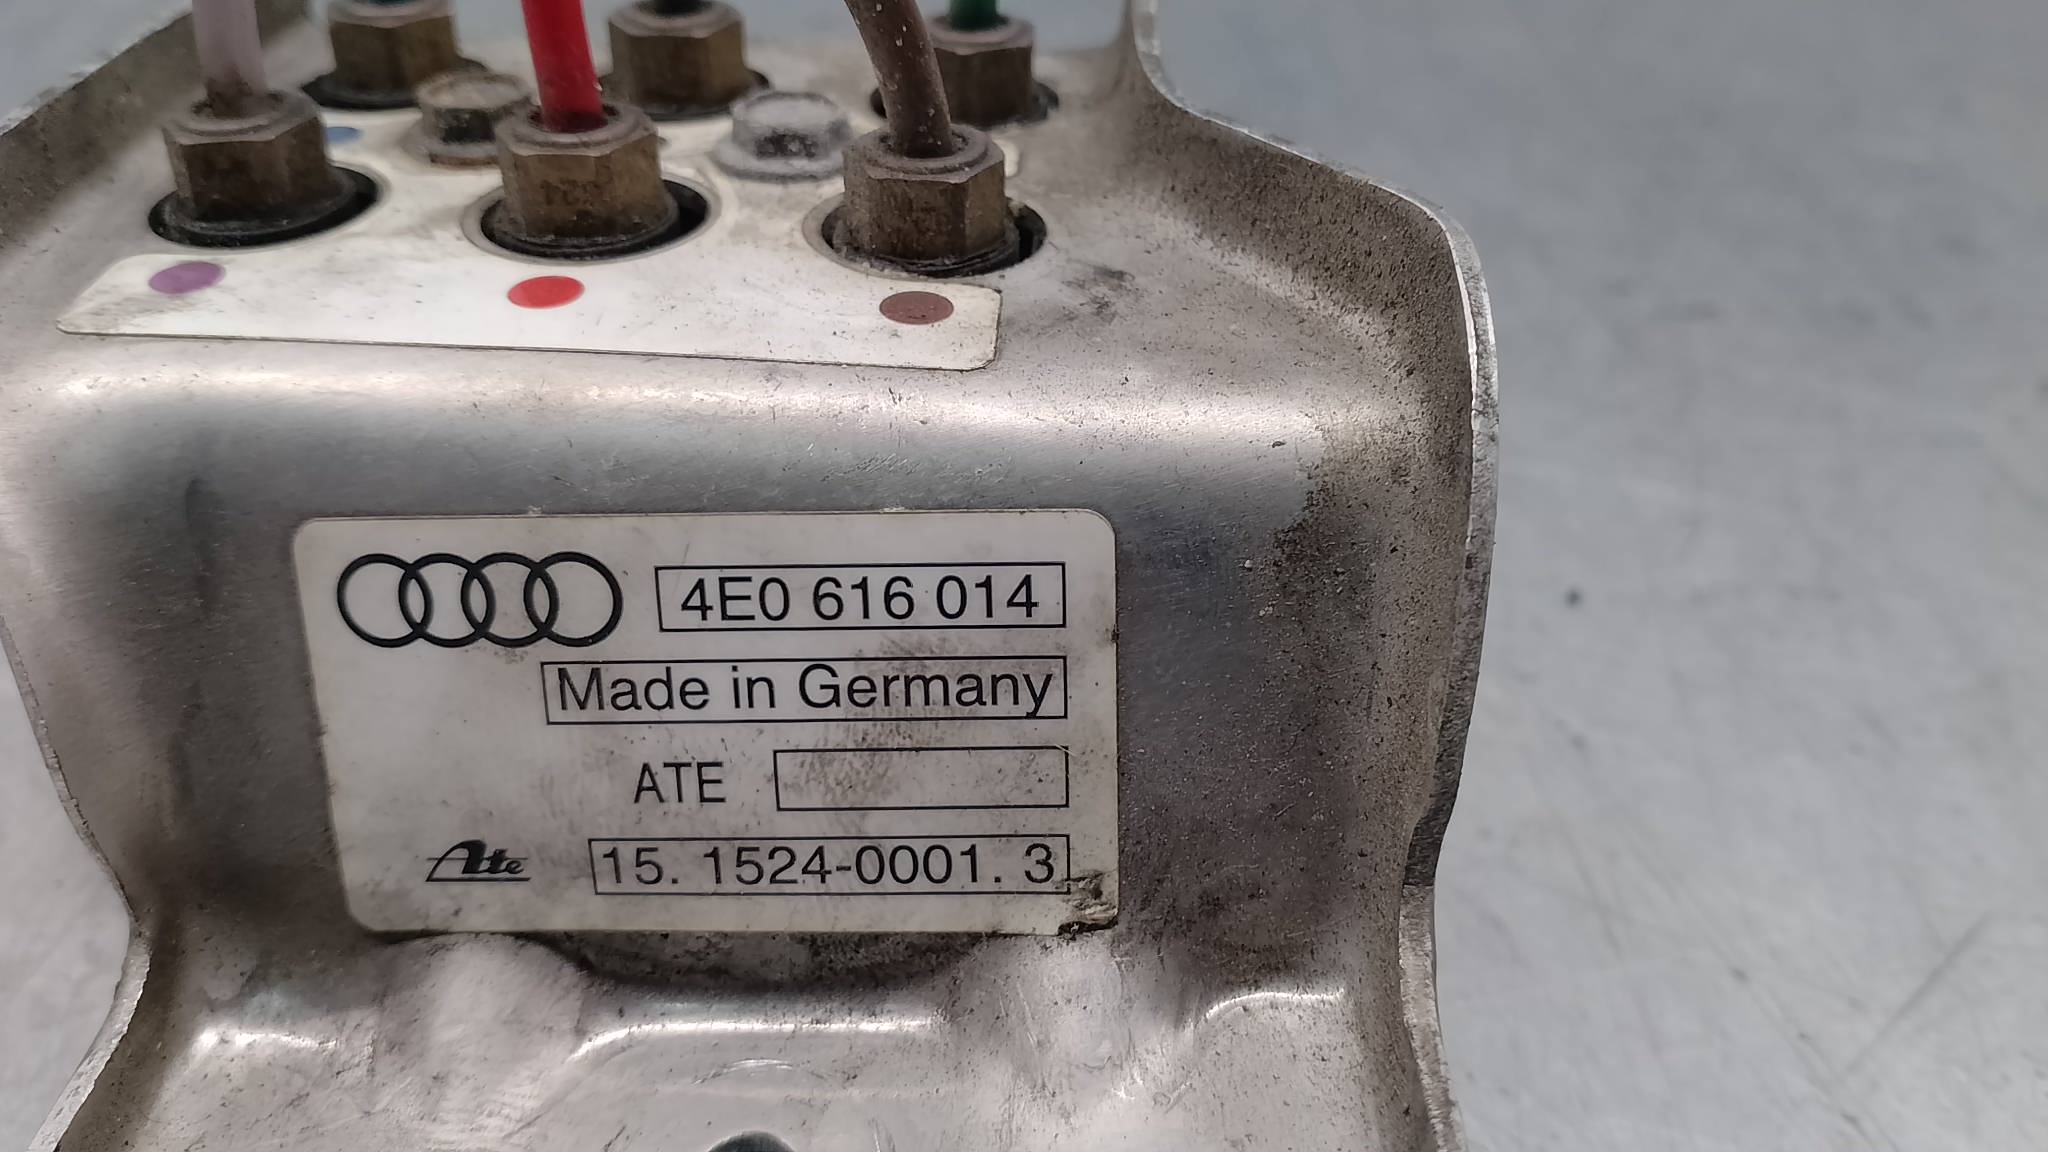 4E0 616 014
Made in Germany
ATE
Ate 15. 1524-0001. 3